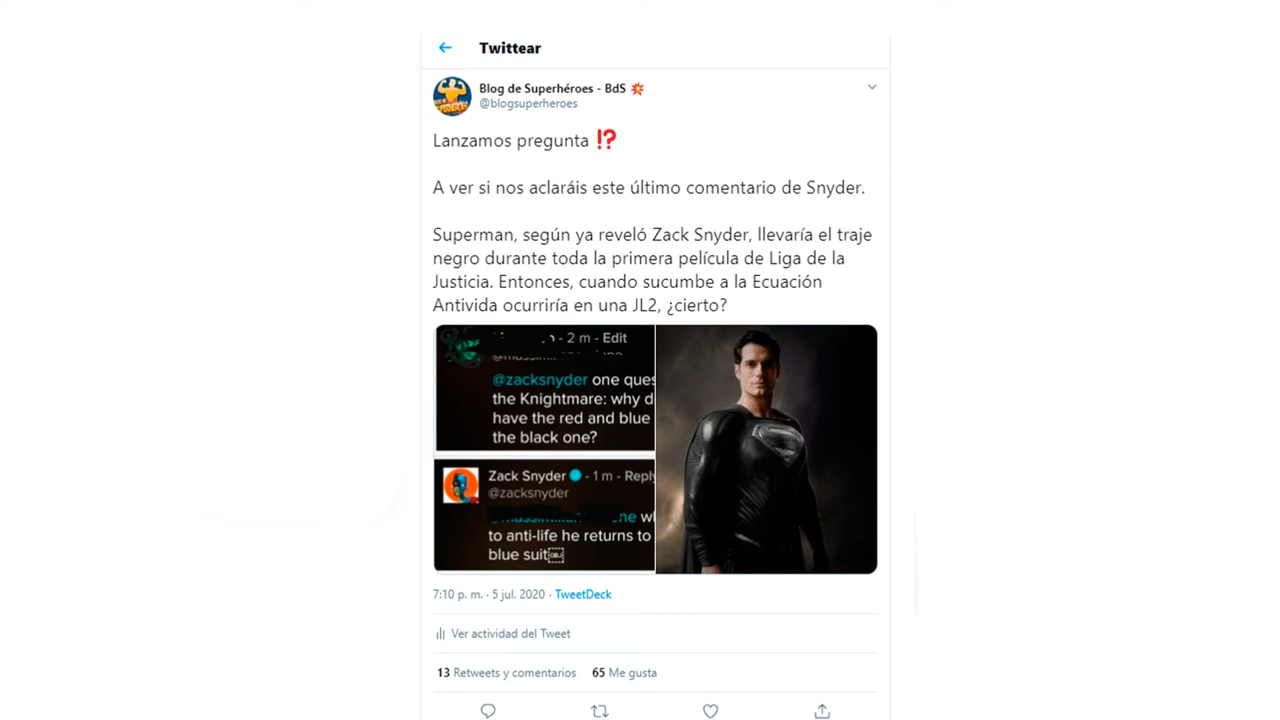 Twittear
Blog de Superhéroes - BdS
@blogsuperheroes
Lanzamos pregunta ⁉
A ver si nos aclaráis este último comentario de Snyder.
Superman, según ya reveló Zack Snyder, llevaría el traje
negro durante toda la primera película de Liga de la
Justicia. Entonces, cuando sucumbe a la Ecuación
Antivida ocurriría en una JL2, ¿cierto?
- 2 m - Edit
@zacksnyder one ques
the Knightmare: why d
have the red and blue
the black one?
Zack Snyder - 1 m - Reply
@zacksnyder
ne wh
to anti-life he returns to
blue suit
7:10 p. m. · 5 jul. 2020 · TweetDeck
Ver actividad del Tweet
13 Retweets y comentarios 65 Me gusta